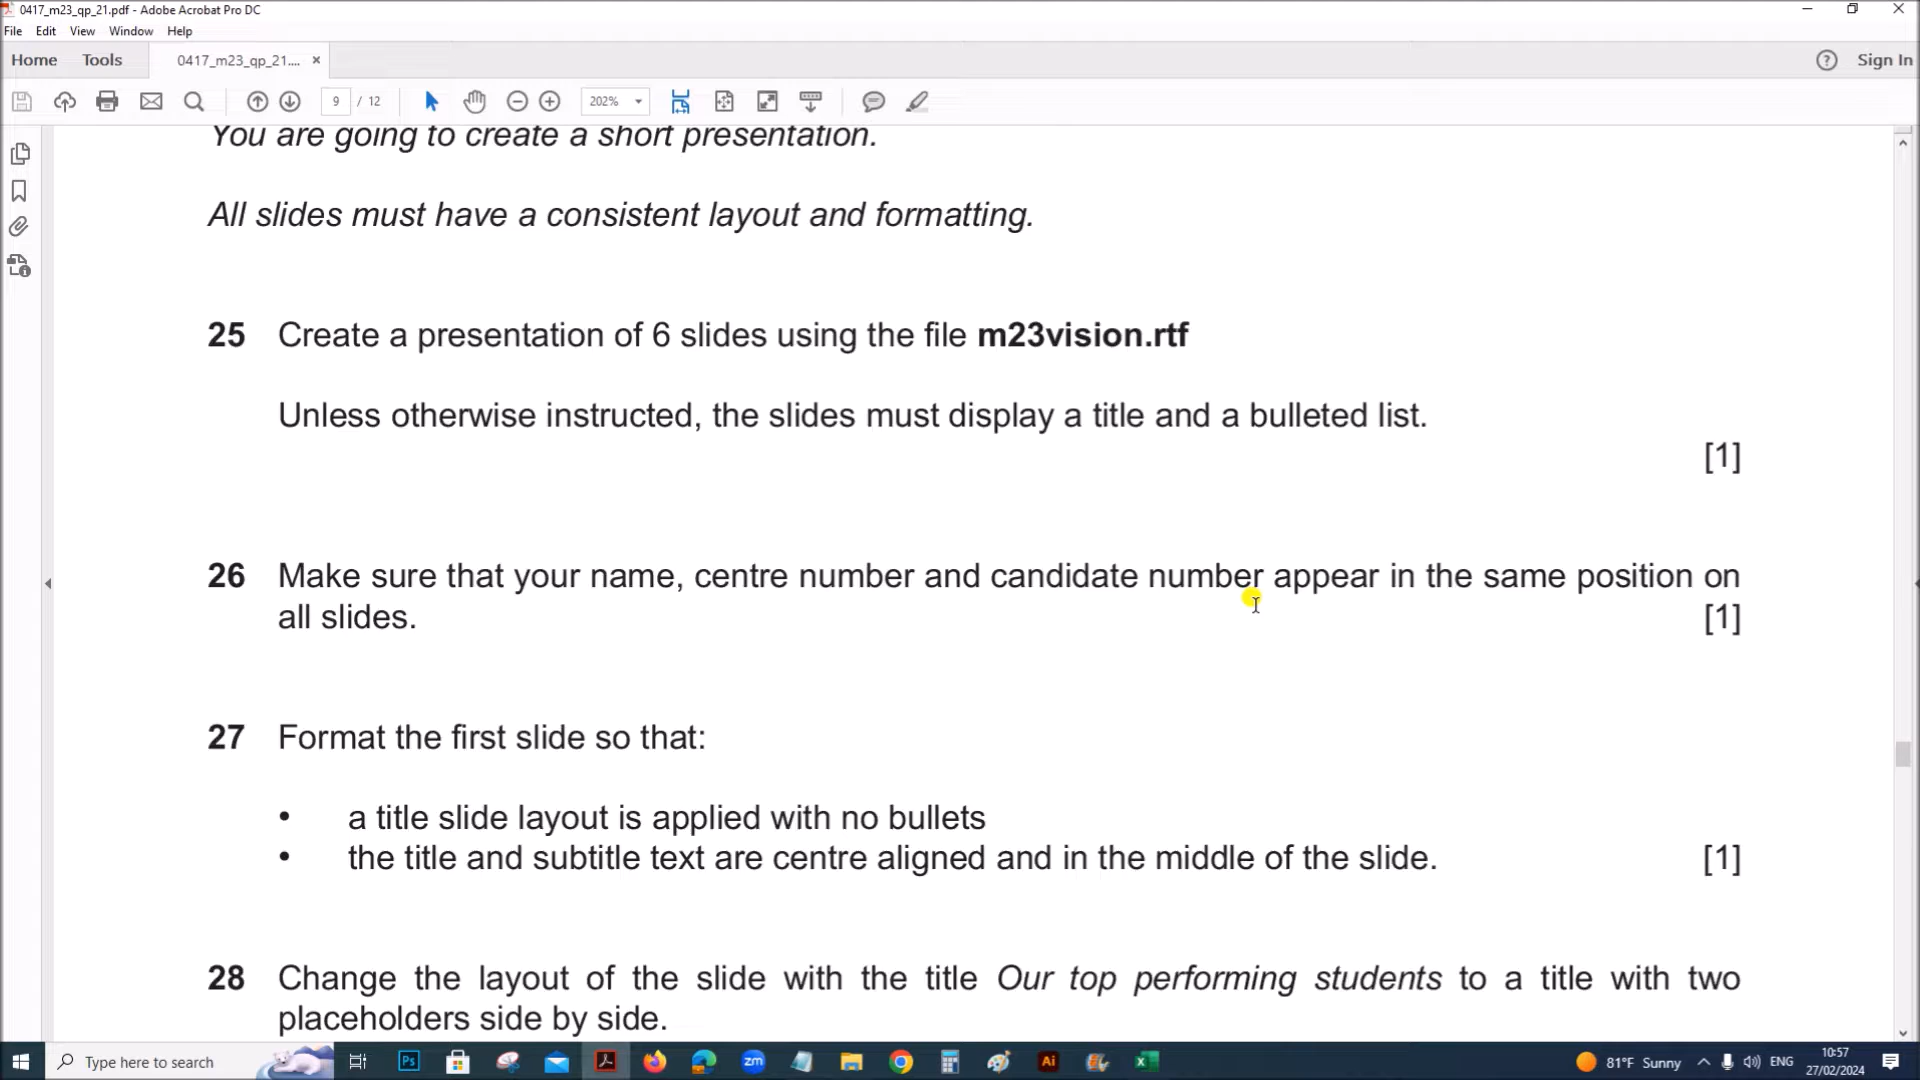 0417_m23_qp_21.pdf - Adobe Acrobat Pro DC
File Edit View Window Help
Home Tools 0417_m23_qp_21.... × Sign In
9 / 12 202%
You are going to create a short presentation.
All slides must have a consistent layout and formatting.
25 Create a presentation of 6 slides using the file m23vision.rtf
Unless otherwise instructed, the slides must display a title and a bulleted list.
[1]
26 Make sure that your name, centre number and candidate number appear in the same position on
all slides. [1]
27 Format the first slide so that:
• a title slide layout is applied with no bullets
• the title and subtitle text are centre aligned and in the middle of the slide. [1]
28 Change the layout of the slide with the title Our top performing students to a title with two
placeholders side by side.
Type here to search Ps zm Ai 81°F Sunny ENG 10:57
27/02/2024